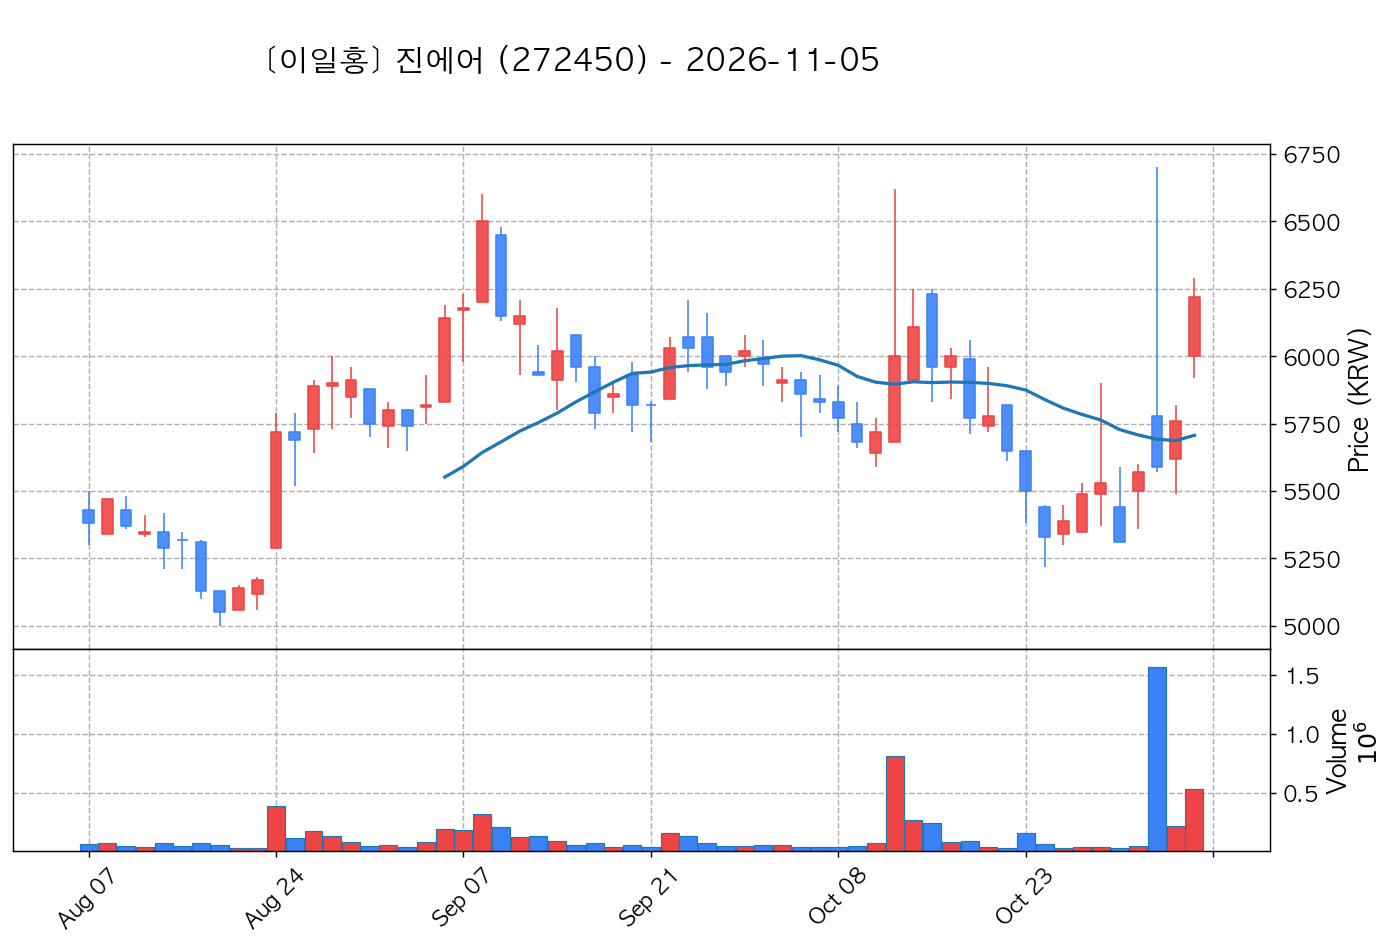 [이일홍] 진에어 (272450) - 2026-11-05
6750
6500
6250
6000
5750
5500
5250
5000
Price (KRW)
1.5
1.0
0.5
Volume
10^6
Aug 07
Aug 24
Sep 07
Sep 21
Oct 08
Oct 23